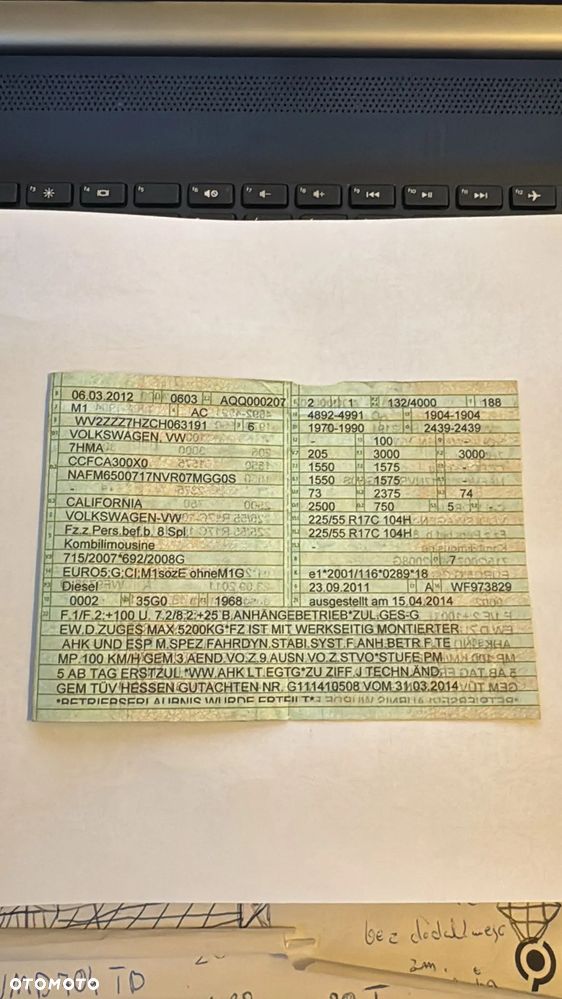 06.03.2012 0603 AQQ000207 2 1 132/4000 188
M1 AC 4892-4991 1904-1904
WV2ZZZ7HZCH063191 6 1970-1990 2439-2439
VOLKSWAGEN, VW - 100 -
7HMA 205 3000 3000
CCFCA300X0 1550 1575 -
NAFM6500717NVR07MGG0S 1550 1575 -
- 73 2375 74
CALIFORNIA 2500 750 5 -
VOLKSWAGEN-VW 225/55 R17C 104H
Fz.z.Pers.bef.b. 8 Spl 225/55 R17C 104H
Kombilimousine -
715/2007*692/2008G - 7
EURO5;G;CI;M1sozE ohneM1G e1*2001/116*0289*18
Diesel 23.09.2011 A WF973829
0002 35G0 1968 ausgestellt am 15.04.2014
F.1/F.2:+100 U. 7.2/8.2:+25 B.ANHÄNGEBETRIEB*ZUL.GES-G
EW.D.ZUGES MAX.5200KG*FZ.IST MIT WERKSEITIG MONTIERTER
AHK UND ESP M.SPEZ.FAHRDYN.STABI.SYST.F.ANH.BETR.F.TE
MP.100 KM/H GEM.3 AEND.VO.Z.9.AUSN.VO.Z.STVO*STUFE:PM
5 AB TAG ERSTZUL.*WW.AHK LT.EGTG*ZU ZIFF.J TECHN.ÄND.
GEM TÜV HESSEN GUTACHTEN NR. G111410508 VOM 31.03.2014
*BETRIEBSERLAUBNIS WURDE ERTEILT*
bez dodatkowego
OTOMOTO